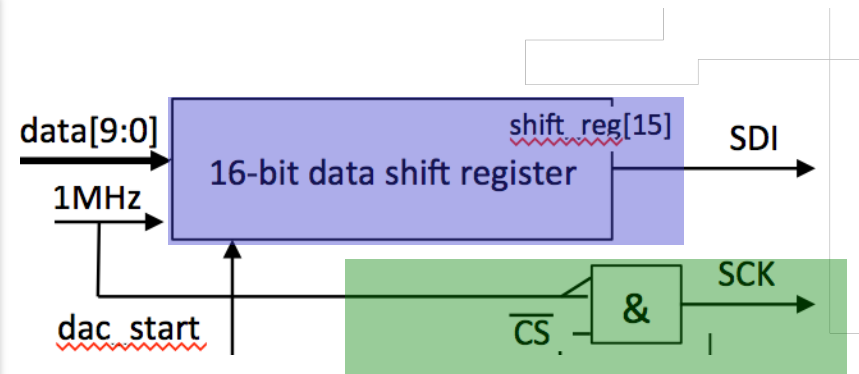 data[9:0]
shift_reg[15]
SDI
16-bit data shift register
1MHz
SCK
&
dac_start
CS